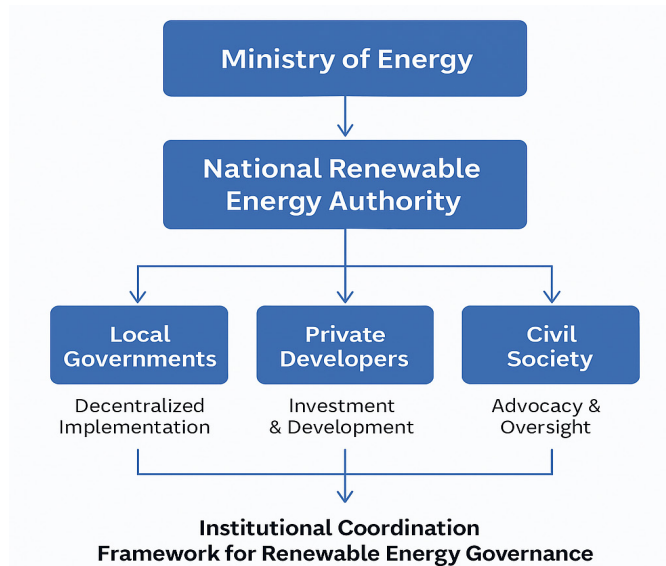 Ministry of Energy
National Renewable
Energy Authority
Local
Governments
Private
Developers
Civil
Society
Decentralized
Implementation
Investment
& Development
Advocacy &
Oversight
Institutional Coordination
Framework for Renewable Energy Governance